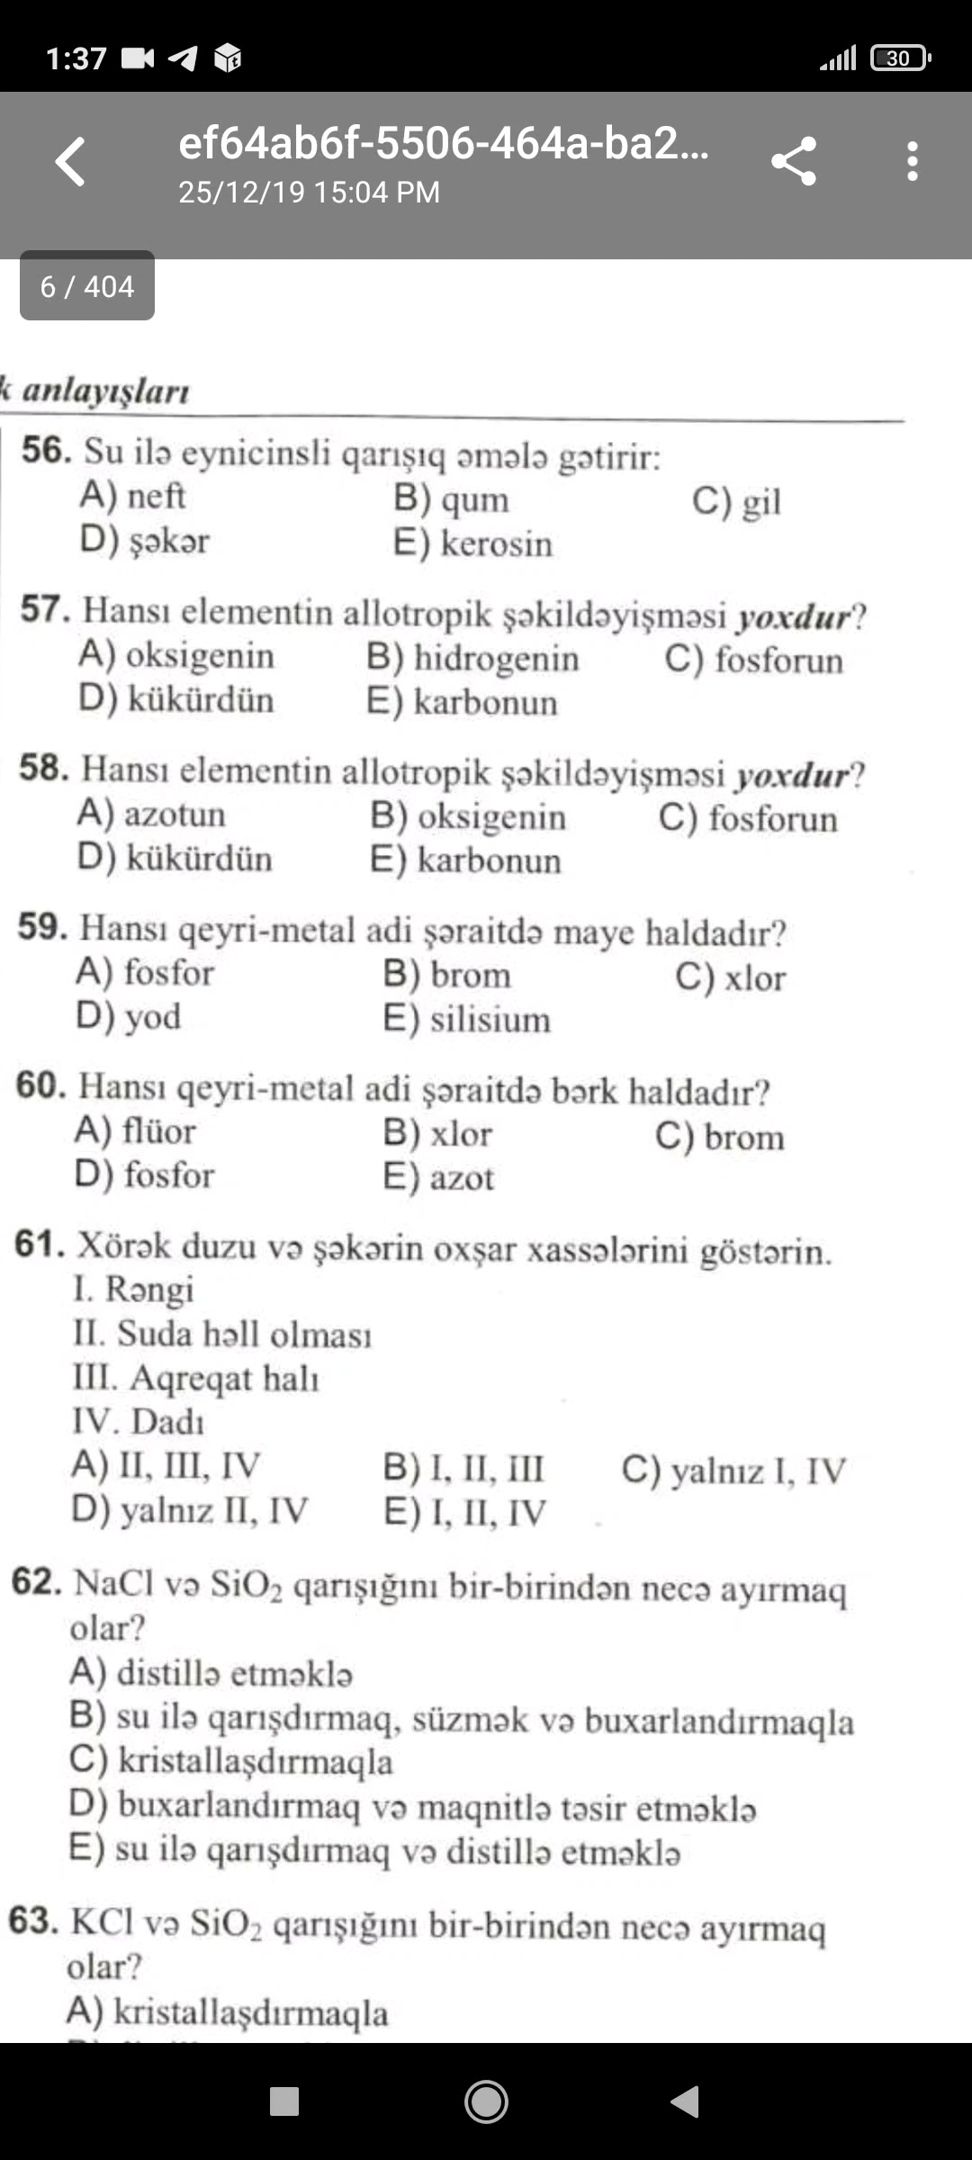 1:37
30
ef64ab6f-5506-464a-ba2...
25/12/19 15:04 PM
6 / 404
k anlayışları
56. Su ilə eynicinsli qarışıq əmələ gətirir:
A) neft B) qum C) gil
D) şəkər E) kerosin
57. Hansı elementin allotropik şəkildəyişməsi yoxdur?
A) oksigenin B) hidrogenin C) fosforun
D) kükürdün E) karbonun
58. Hansı elementin allotropik şəkildəyişməsi yoxdur?
A) azotun B) oksigenin C) fosforun
D) kükürdün E) karbonun
59. Hansı qeyri-metal adi şəraitdə maye haldadır?
A) fosfor B) brom C) xlor
D) yod E) silisium
60. Hansı qeyri-metal adi şəraitdə bərk haldadır?
A) flüor B) xlor C) brom
D) fosfor E) azot
61. Xörək duzu və şəkərin oxşar xassələrini göstərin.
I. Rəngi
II. Suda həll olması
III. Aqreqat halı
IV. Dadı
A) II, III, IV B) I, II, III C) yalnız I, IV
D) yalnız II, IV E) I, II, IV
62. NaCl və SiO₂ qarışığını bir-birindən necə ayırmaq
olar?
A) distillə etməklə
B) su ilə qarışdırmaq, süzmək və buxarlandırmaqla
C) kristallaşdırmaqla
D) buxarlandırmaq və maqnitlə təsir etməklə
E) su ilə qarışdırmaq və distillə etməklə
63. KCl və SiO₂ qarışığını bir-birindən necə ayırmaq
olar?
A) kristallaşdırmaqla